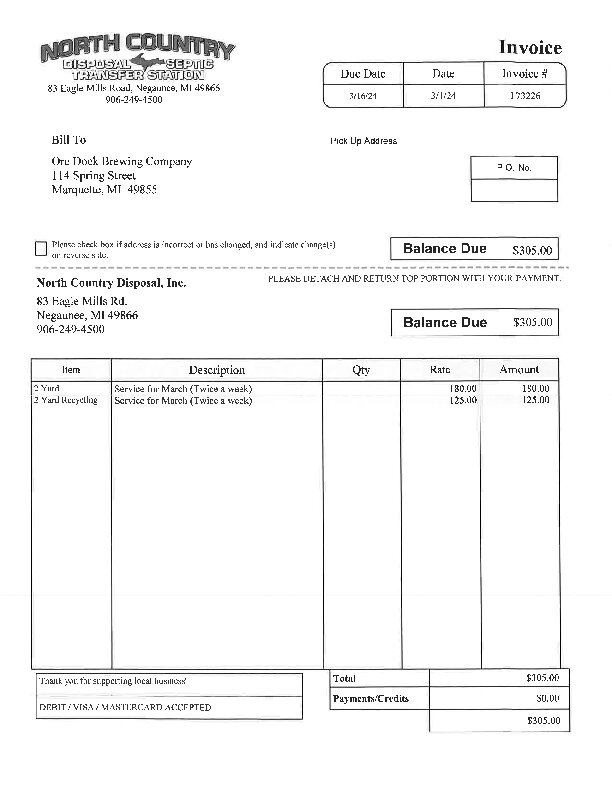 NORTH COUNTRY
DISPOSAL SEPTIC
TRANSFER STATION
83 Eagle Mills Road, Negaunee, MI 49866
906-249-4500
Invoice
Due Date Date Invoice #
3/16/24 3/1/24 193226
Bill To
Pick Up Address
Ore Dock Brewing Company
114 Spring Street
Marquette, MI 49855
P.O. No.
Please check box if address is incorrect or has changed, and indicate change(s)
on reverse side.
Balance Due $305.00
North Country Disposal, Inc.
PLEASE DETACH AND RETURN TOP PORTION WITH YOUR PAYMENT.
83 Eagle Mills Rd.
Negaunee, MI 49866
906-249-4500
Balance Due $305.00
Item Description Qty Rate Amount
2 Yard Service for March (Twice a week) 180.00 180.00
2 Yard Recycling Service for March (Twice a week) 125.00 125.00
Thank you for supporting local business!
DEBIT / VISA / MASTERCARD ACCEPTED
Total $305.00
Payments/Credits $0.00
$305.00